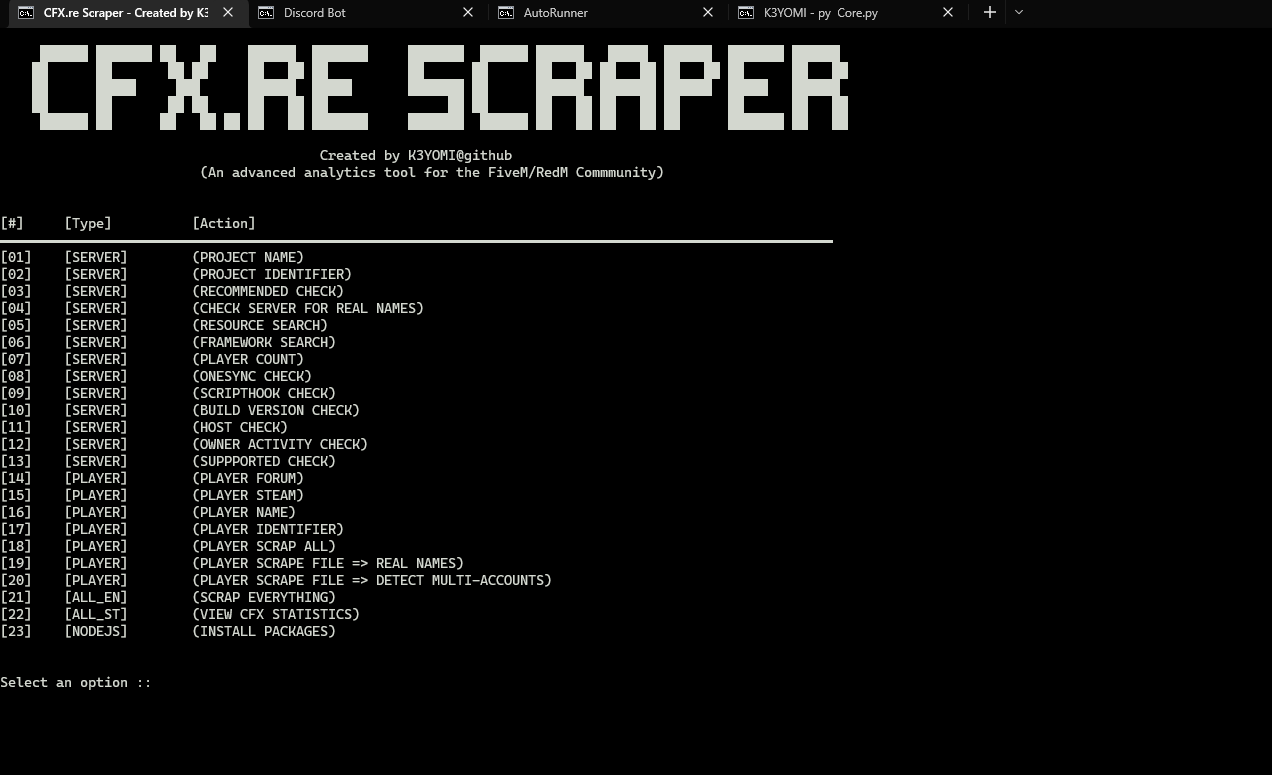 CFX.re Scraper - Created by K3 Discord Bot AutoRunner K3YOMI - py Core.py
CFX.RE SCRAPER
Created by K3YOMI@github
(An advanced analytics tool for the FiveM/RedM Commmunity)
[#] [Type] [Action]
[01] [SERVER] (PROJECT NAME)
[02] [SERVER] (PROJECT IDENTIFIER)
[03] [SERVER] (RECOMMENDED CHECK)
[04] [SERVER] (CHECK SERVER FOR REAL NAMES)
[05] [SERVER] (RESOURCE SEARCH)
[06] [SERVER] (FRAMEWORK SEARCH)
[07] [SERVER] (PLAYER COUNT)
[08] [SERVER] (ONESYNC CHECK)
[09] [SERVER] (SCRIPTHOOK CHECK)
[10] [SERVER] (BUILD VERSION CHECK)
[11] [SERVER] (HOST CHECK)
[12] [SERVER] (OWNER ACTIVITY CHECK)
[13] [SERVER] (SUPPPORTED CHECK)
[14] [PLAYER] (PLAYER FORUM)
[15] [PLAYER] (PLAYER STEAM)
[16] [PLAYER] (PLAYER NAME)
[17] [PLAYER] (PLAYER IDENTIFIER)
[18] [PLAYER] (PLAYER SCRAP ALL)
[19] [PLAYER] (PLAYER SCRAPE FILE => REAL NAMES)
[20] [PLAYER] (PLAYER SCRAPE FILE => DETECT MULTI-ACCOUNTS)
[21] [ALL_EN] (SCRAP EVERYTHING)
[22] [ALL_ST] (VIEW CFX STATISTICS)
[23] [NODEJS] (INSTALL PACKAGES)
Select an option ::